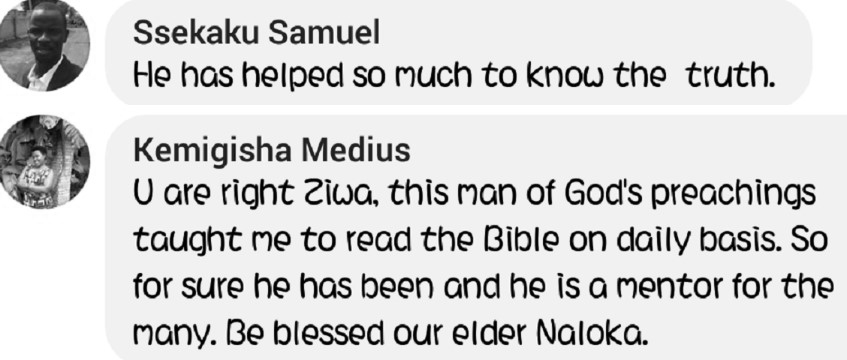 Ssekaku Samuel
He has helped so much to know the truth.
Kemigisha Medius
U are right Ziwa, this man of God's preachings
taught me to read the Bible on daily basis. So
for sure he has been and he is a mentor for the
many. Be blessed our elder Naloka.